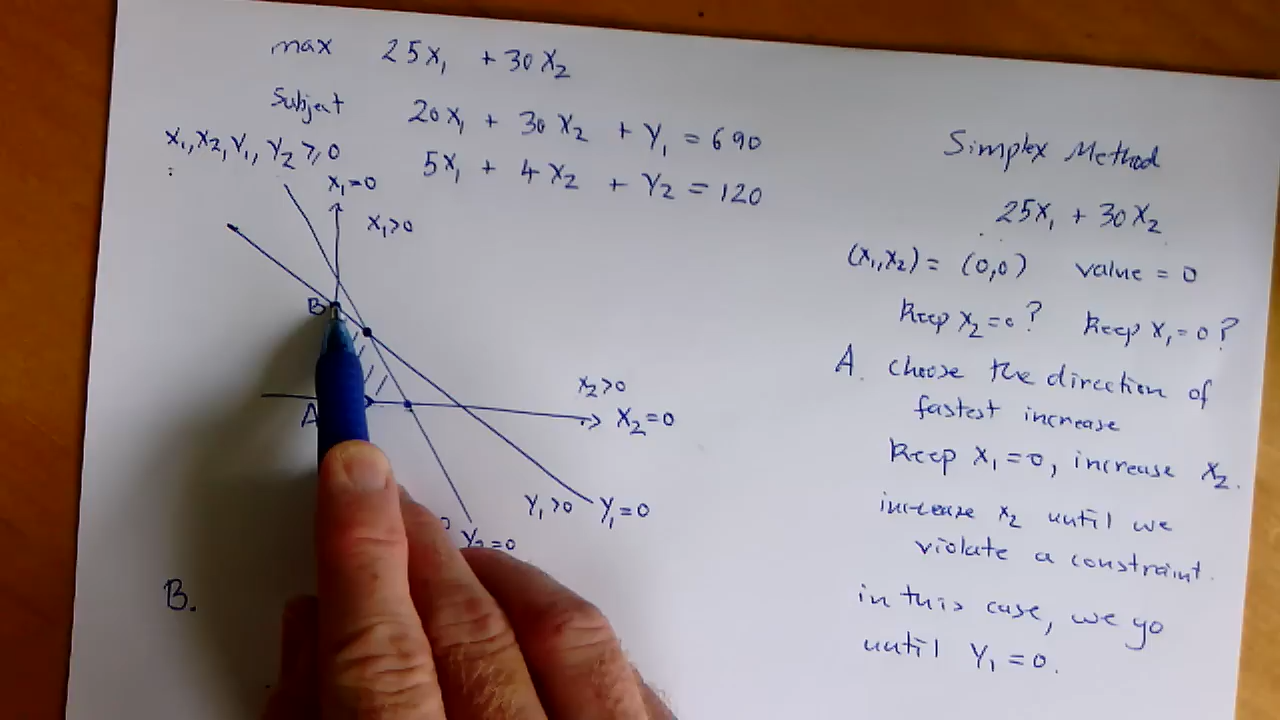 max 25x₁ + 30x₂
Subject 20x₁ + 30x₂ + Y₁ = 690
x₁, x₂, Y₁, Y₂ ≥ 0 5x₁ + 4x₂ + Y₂ = 120
x₁=0
x₁>0
B
x₂>0
A x₂=0
Y₁>0 Y₁=0
Y₂=0
B.
Simplex Method
25x₁ + 30x₂
(x₁,x₂) = (0,0) value = 0
keep x₂=0? keep x₁=0?
A. choose the direction of
fastest increase
keep x₁=0, increase x₂.
increase x₂ until we
violate a constraint.
in this case, we go
until Y₁=0.